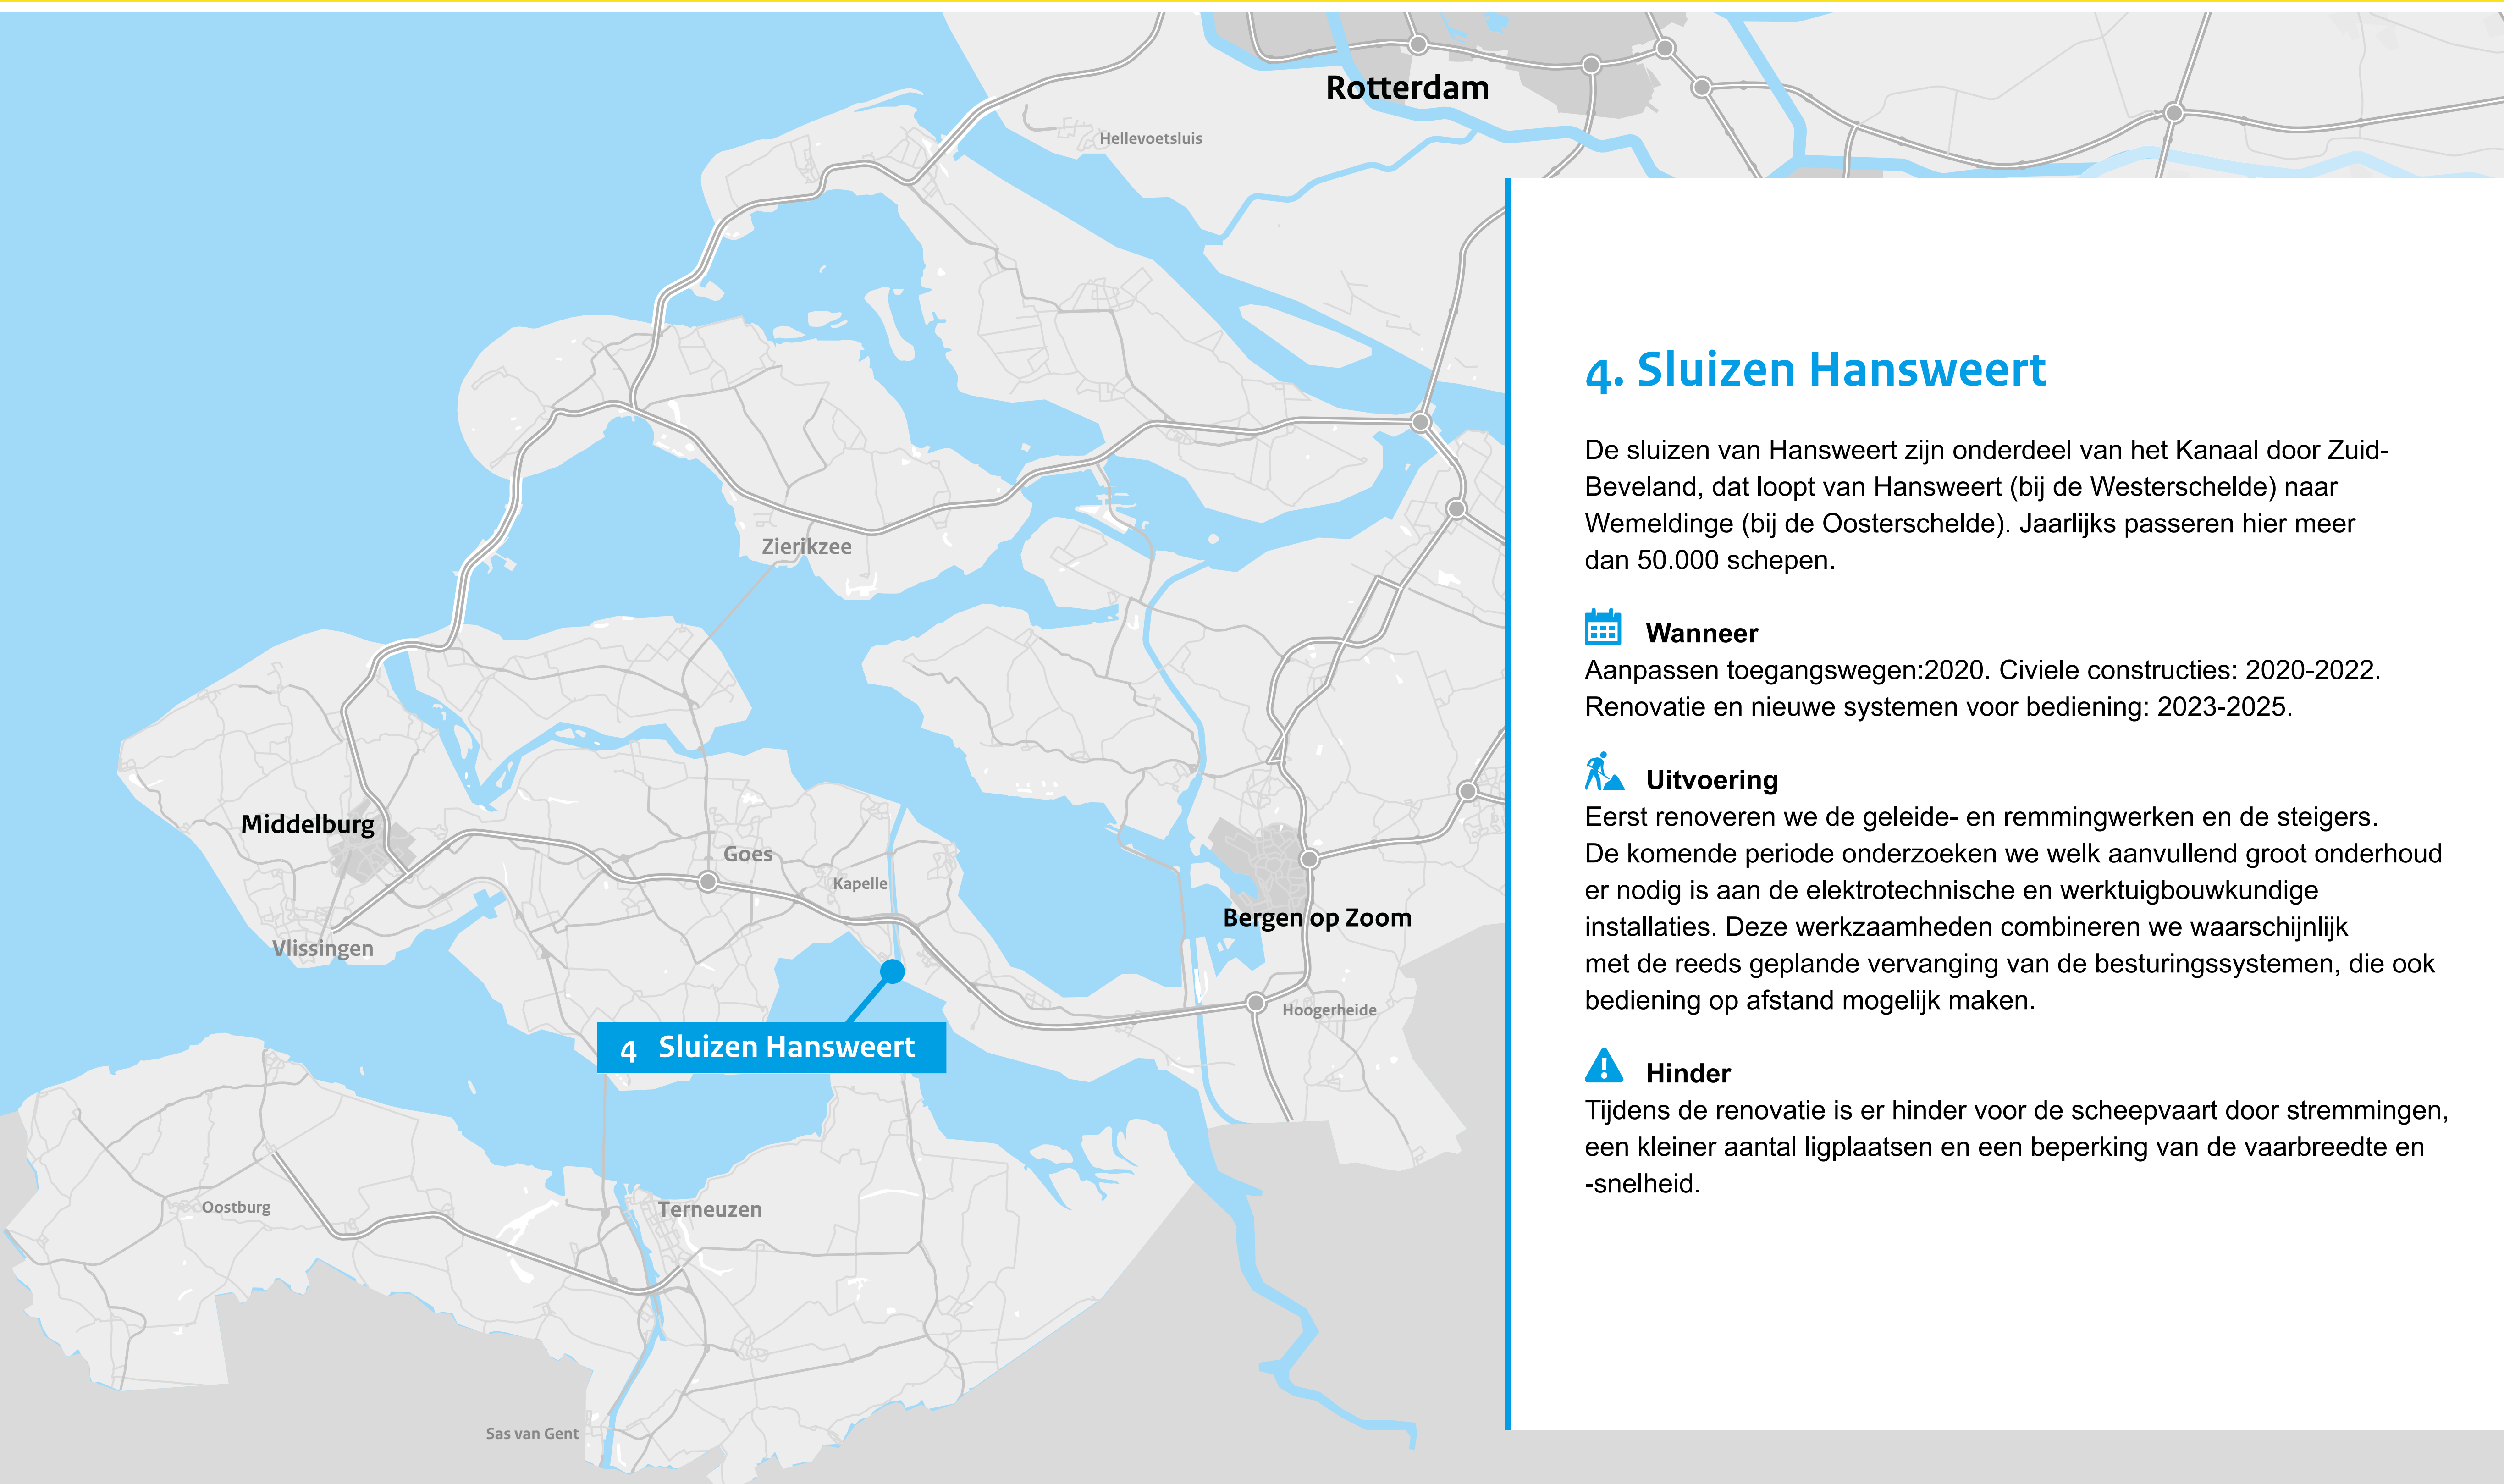 Rotterdam
Hellevoetsluis
Zierikzee
Middelburg
Goes
Kapelle
Bergen op Zoom
Vlissingen
Hoogerheide
4 Sluizen Hansweert
Oostburg
Terneuzen
Sas van Gent
4. Sluizen Hansweert
De sluizen van Hansweert zijn onderdeel van het Kanaal door Zuid-
Beveland, dat loopt van Hansweert (bij de Westerschelde) naar
Wemeldinge (bij de Oosterschelde). Jaarlijks passeren hier meer
dan 50.000 schepen.
Wanneer
Aanpassen toegangswegen:2020. Civiele constructies: 2020-2022.
Renovatie en nieuwe systemen voor bediening: 2023-2025.
Uitvoering
Eerst renoveren we de geleide- en remmingwerken en de steigers.
De komende periode onderzoeken we welk aanvullend groot onderhoud
er nodig is aan de elektrotechnische en werktuigbouwkundige
installaties. Deze werkzaamheden combineren we waarschijnlijk
met de reeds geplande vervanging van de besturingssystemen, die ook
bediening op afstand mogelijk maken.
Hinder
Tijdens de renovatie is er hinder voor de scheepvaart door stremmingen,
een kleiner aantal ligplaatsen en een beperking van de vaarbreedte en
-snelheid.